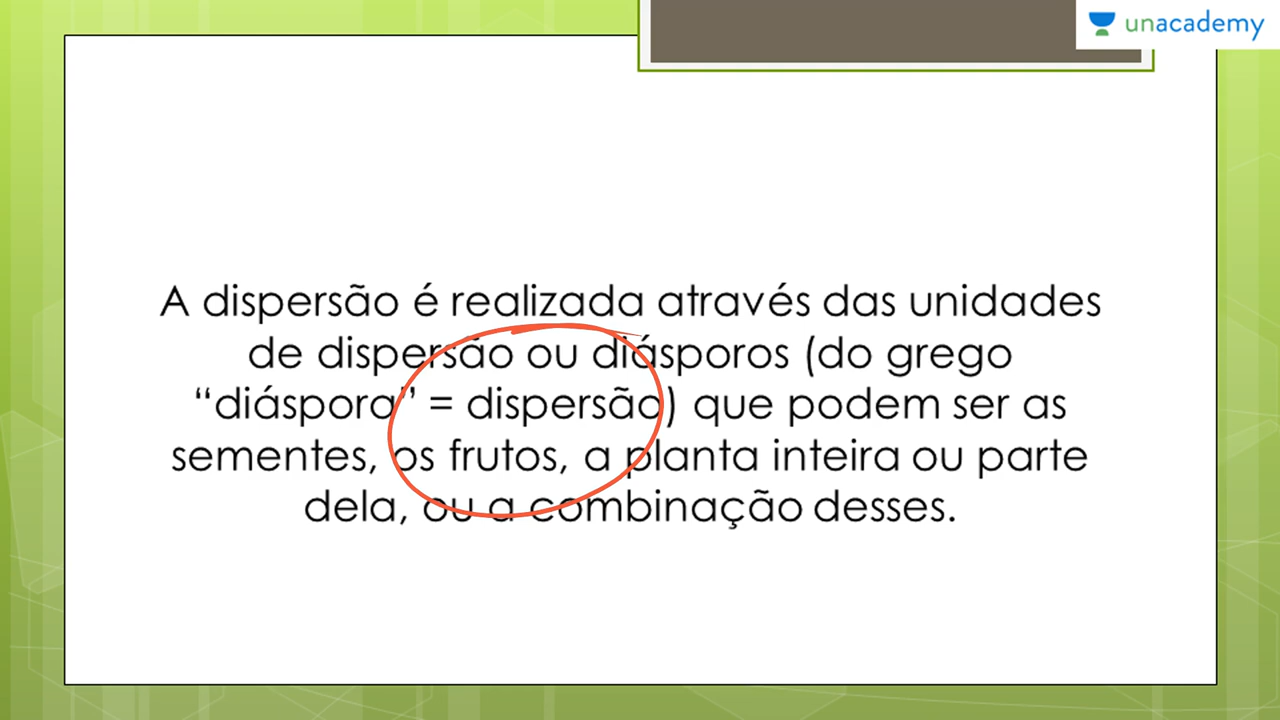 unacademy
A dispersão é realizada através das unidades
de dispersão ou diásporos (do grego
“diáspora” = dispersão) que podem ser as
sementes, os frutos, a planta inteira ou parte
dela, ou a combinação desses.